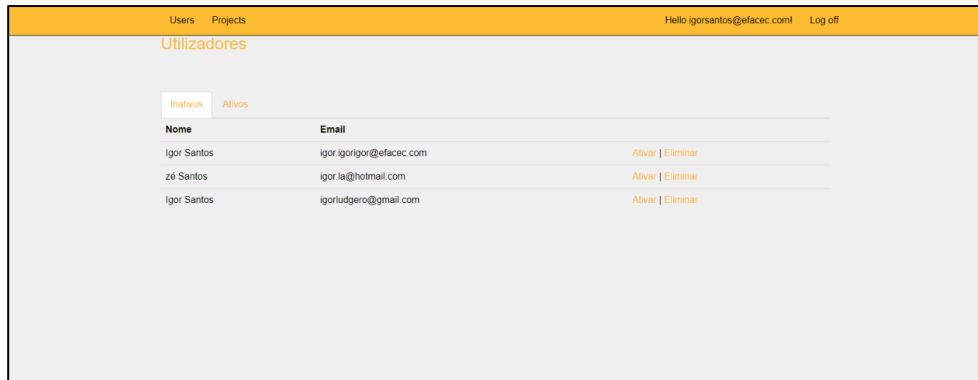 Users Projects Hello igorsantos@efacec.com! Log off
Utilizadores
Inativos Ativos
Nome Email
Igor Santos igor.igorigor@efacec.com Ativar | Eliminar
zé Santos igor.la@hotmail.com Ativar | Eliminar
Igor Santos igorludgero@gmail.com Ativar | Eliminar